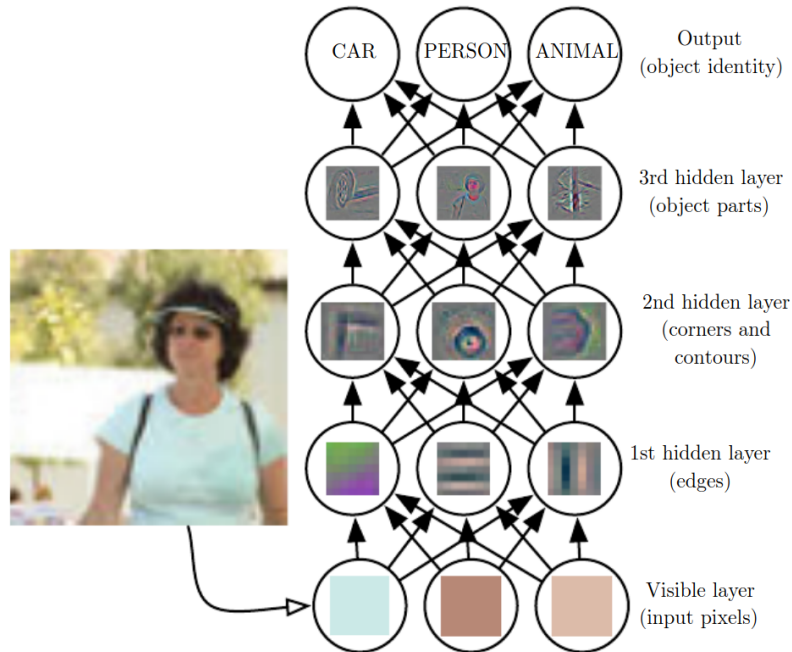 CAR PERSON ANIMAL
Output
(object identity)
3rd hidden layer
(object parts)
2nd hidden layer
(corners and
contours)
1st hidden layer
(edges)
Visible layer
(input pixels)